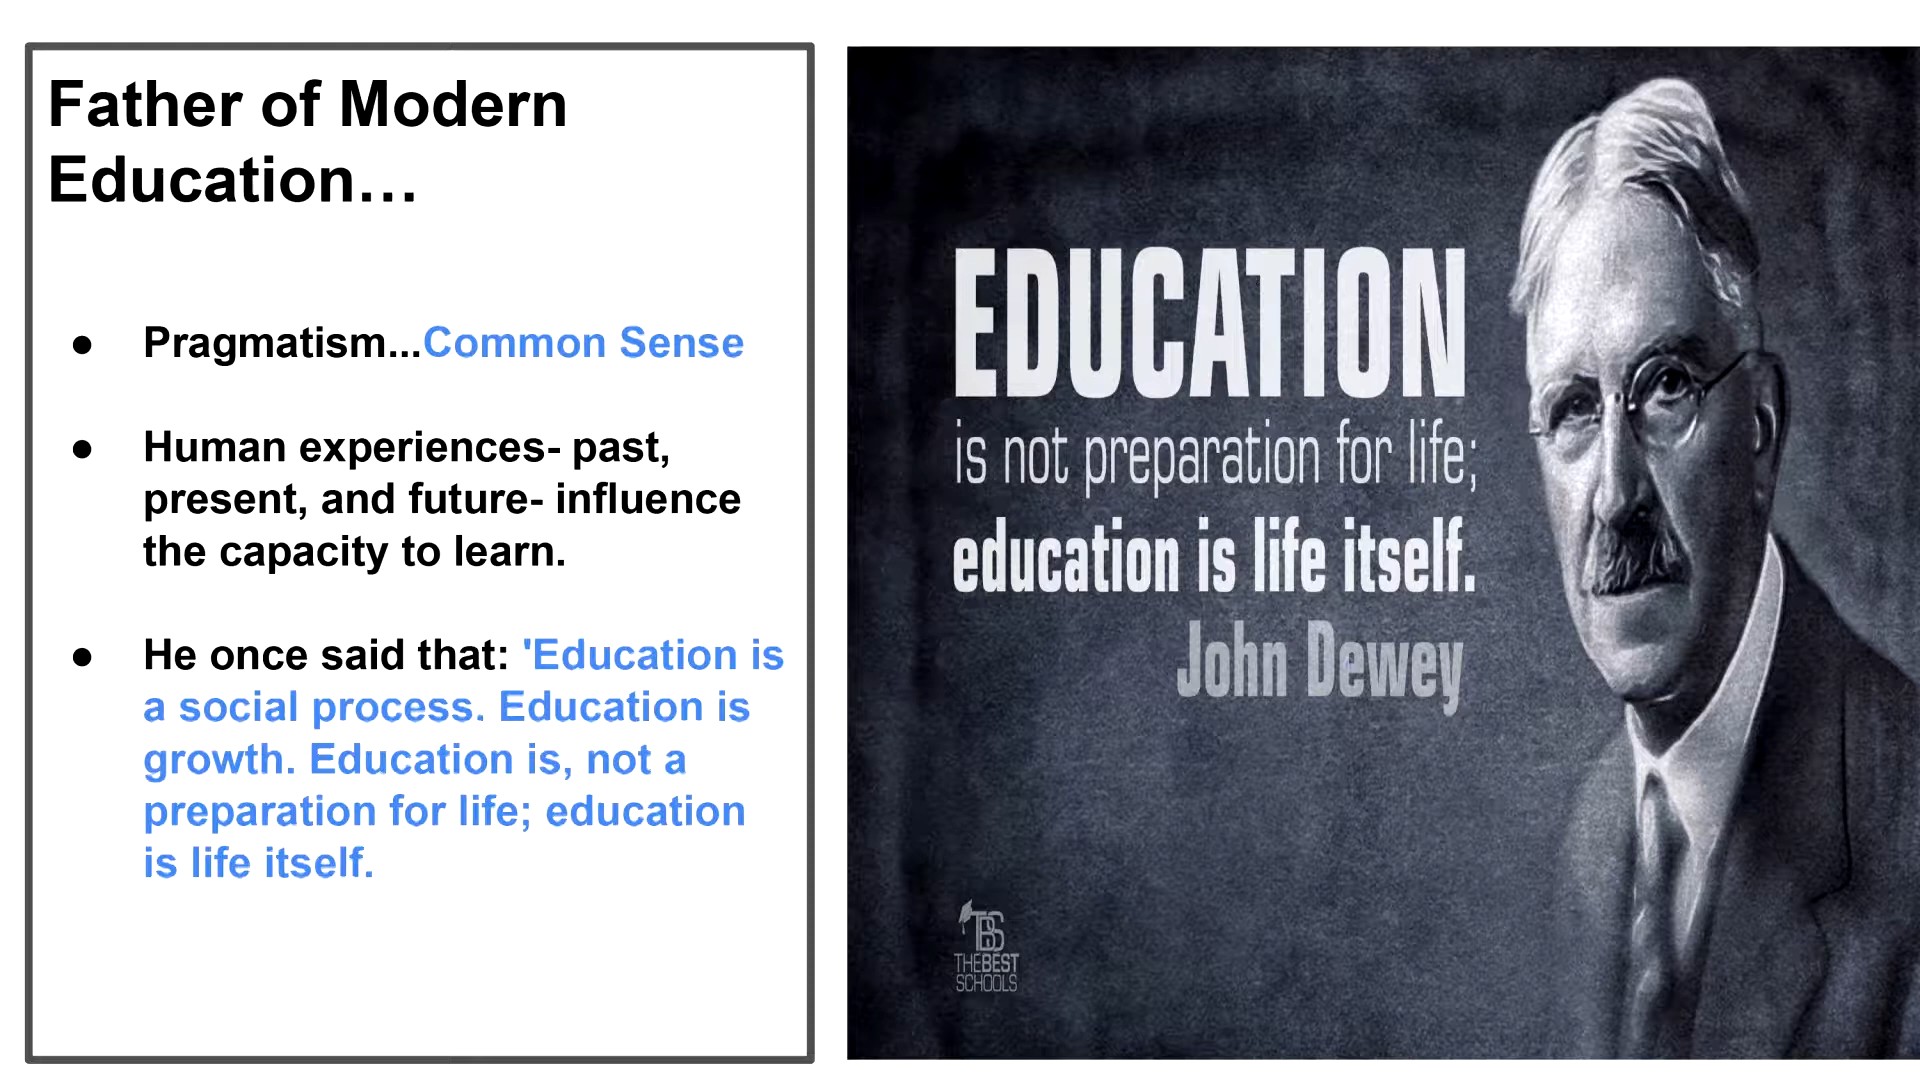 Father of Modern
Education…
● Pragmatism...Common Sense
● Human experiences- past,
present, and future- influence
the capacity to learn.
● He once said that: 'Education is
a social process. Education is
growth. Education is, not a
preparation for life; education
is life itself.
EDUCATION
is not preparation for life;
education is life itself.
John Dewey
TBS
THEBEST
SCHOOLS